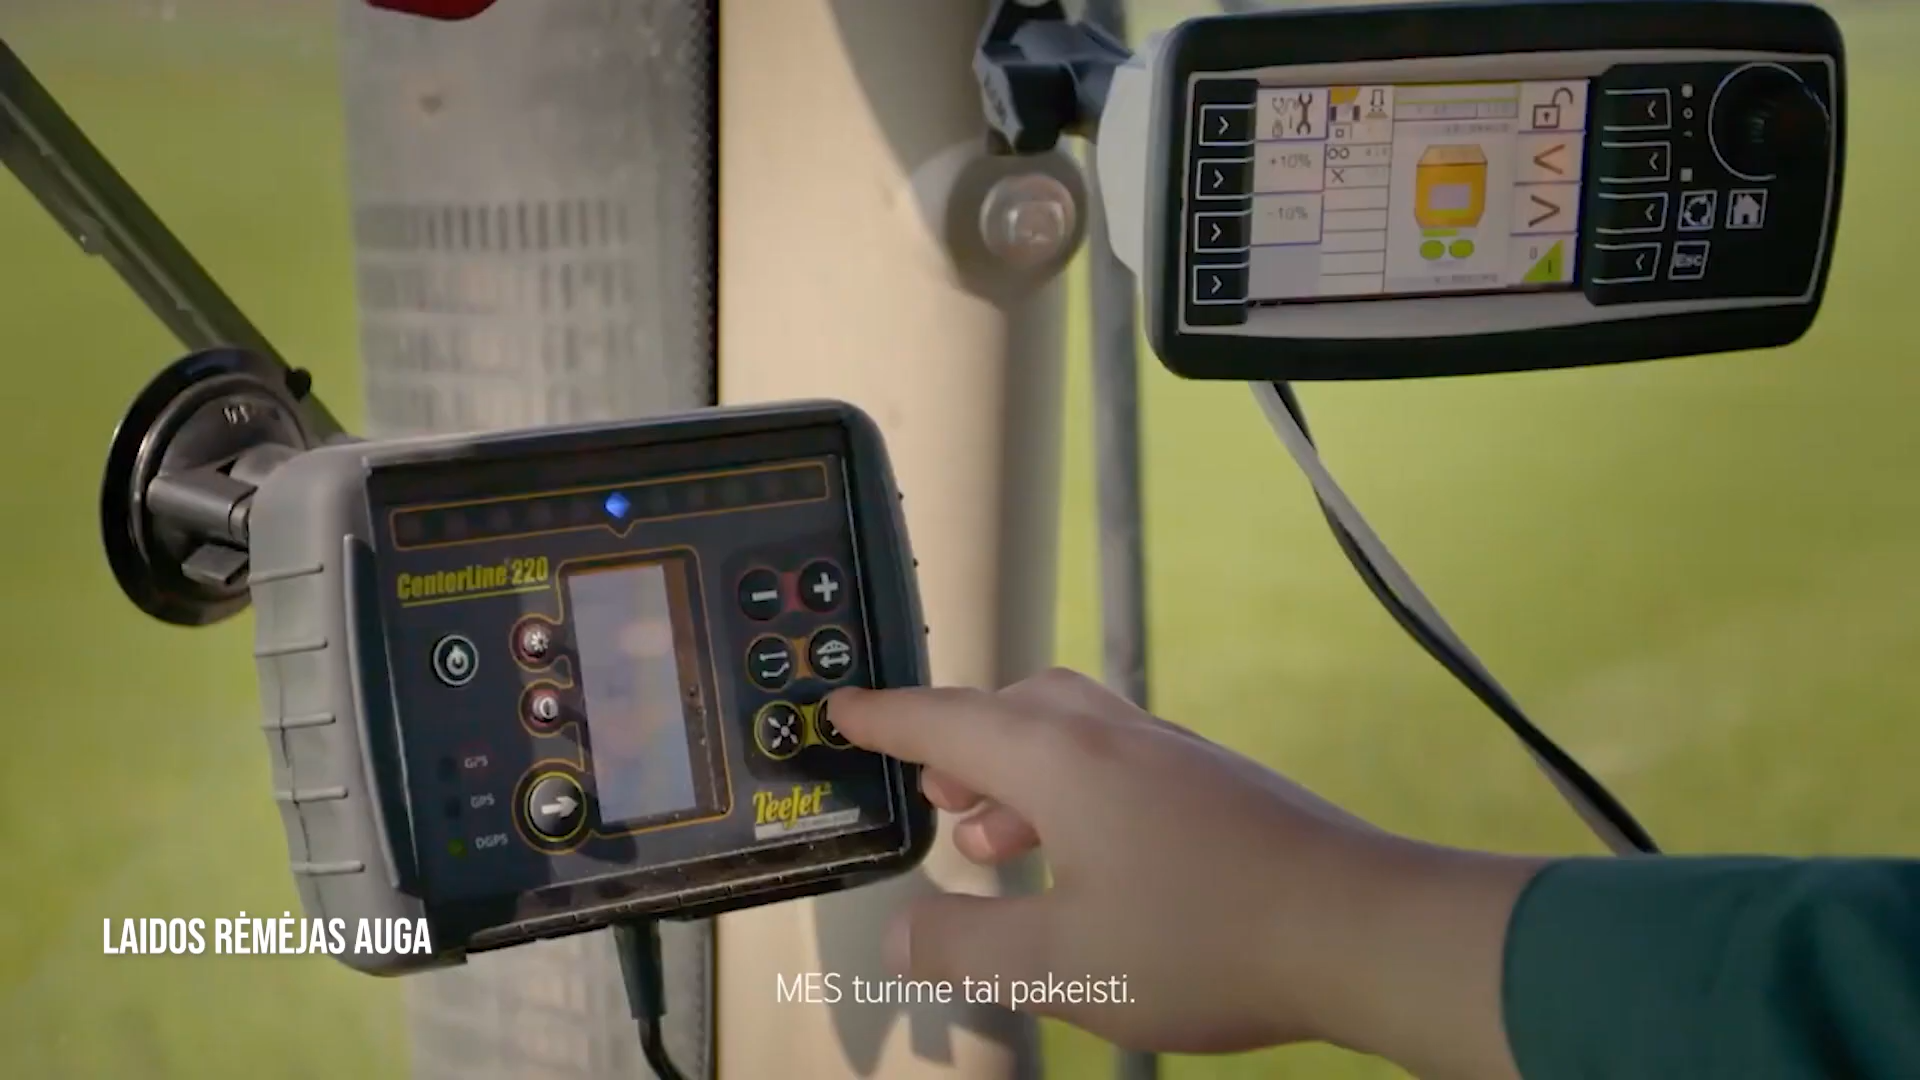 +10%
-10%
Esc
CenterLine 220
GPS
GPS
DGPS
TeeJet
LAIDOS RĖMĖJAS AUGA
MES turime tai pakeisti.